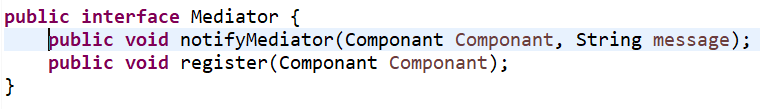 public interface Mediator {
    public void notifyMediator(Componant Componant, String message);
    public void register(Componant Componant);
}